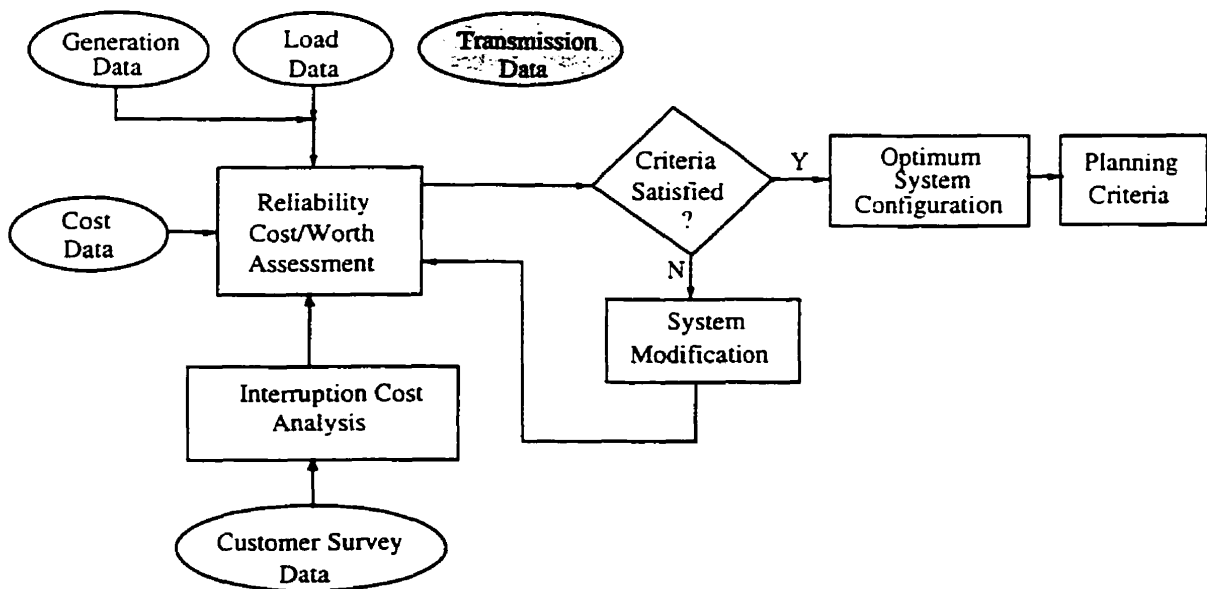 Generation
Data
Load
Data
Transmission
Data
Cost
Data
Reliability
Cost/Worth
Assessment
Criteria
Satisfied
?
Y
N
Optimum
System
Configuration
Planning
Criteria
System
Modification
Interruption Cost
Analysis
Customer Survey
Data